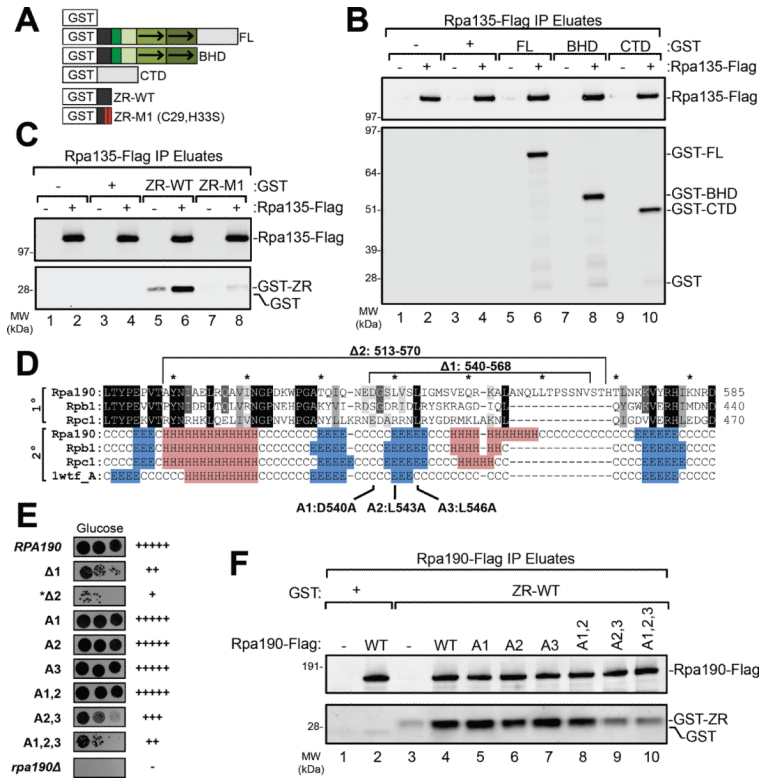 A
GST
GST FL
GST BHD
GST CTD
GST ZR-WT
GST ZR-M1 (C29,H33S)
B
Rpa135-Flag IP Eluates
- + FL BHD CTD :GST
- + - + - + - + - + :Rpa135-Flag
-Rpa135-Flag
97-
97-
64-
51-
39-
28-
-GST-FL
-GST-BHD
-GST-CTD
-GST
MW (kDa)
1 2 3 4 5 6 7 8 9 10
C
Rpa135-Flag IP Eluates
- + ZR-WT ZR-M1 :GST
- + - + - + - + :Rpa135-Flag
-Rpa135-Flag
97-
28-
-GST-ZR
GST
1 2 3 4 5 6 7 8
MW (kDa)
D
Δ2: 513-570
Δ1: 540-568
* * * * * *
1°
Rpa190: 585
Rpb1: 440
Rpc1: 470
2°
Rpa190:
Rpb1:
Rpc1:
1wtf_A:
A1:D540A A2:L543A A3:L546A
E
Glucose
RPA190 +++++
Δ1 ++
*Δ2 +
A1 +++++
A2 +++++
A3 +++++
A1,2 +++++
A2,3 +++
A1,2,3 ++
rpa190Δ -
F
Rpa190-Flag IP Eluates
GST: + ZR-WT
Rpa190-Flag: - WT - WT A1 A2 A3 A1,2 A2,3 A1,2,3
191-
-Rpa190-Flag
28-
-GST-ZR
GST
MW (kDa)
1 2 3 4 5 6 7 8 9 10